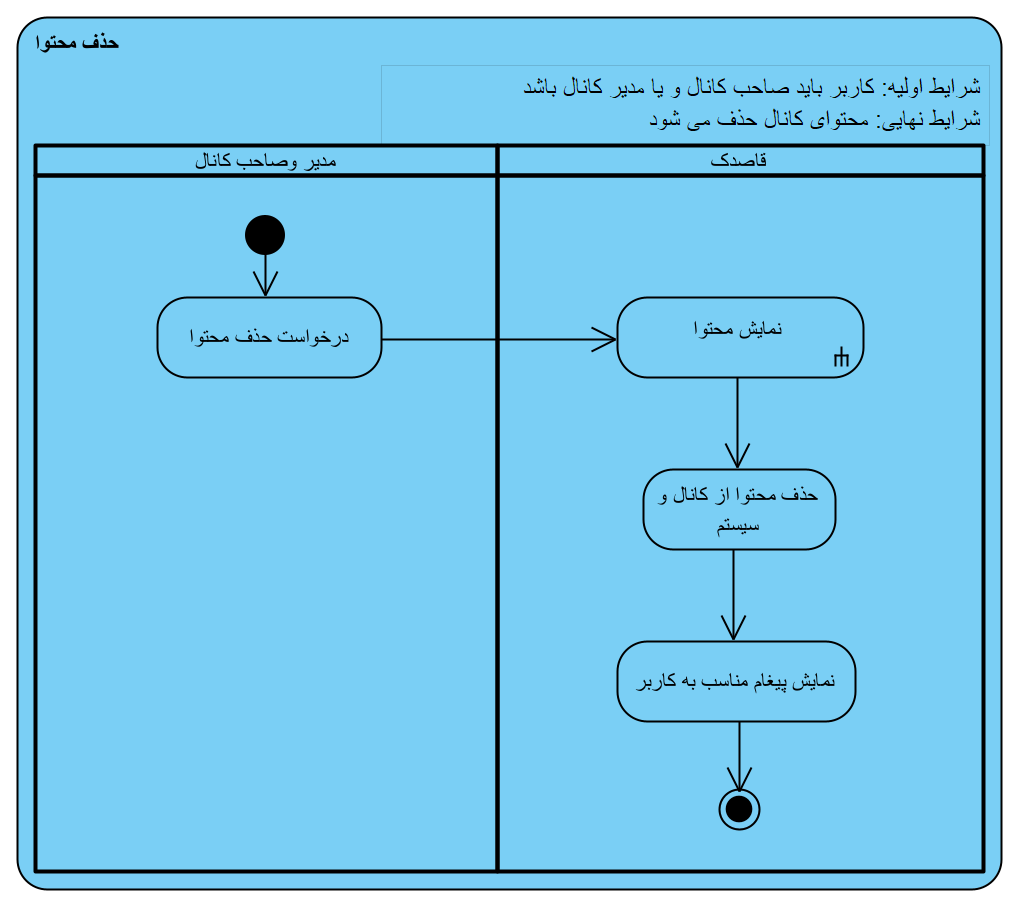 حذف محتوا
شرایط اولیه: کاربر باید صاحب کانال و یا مدیر کانال باشد
شرایط نهایی: محتوای کانال حذف می شود
قاصدک
مدیر وصاحب کانال
درخواست حذف محتوا
نمایش محتوا
حذف محتوا از کانال و
سیستم
نمایش پیغام مناسب به کاربر